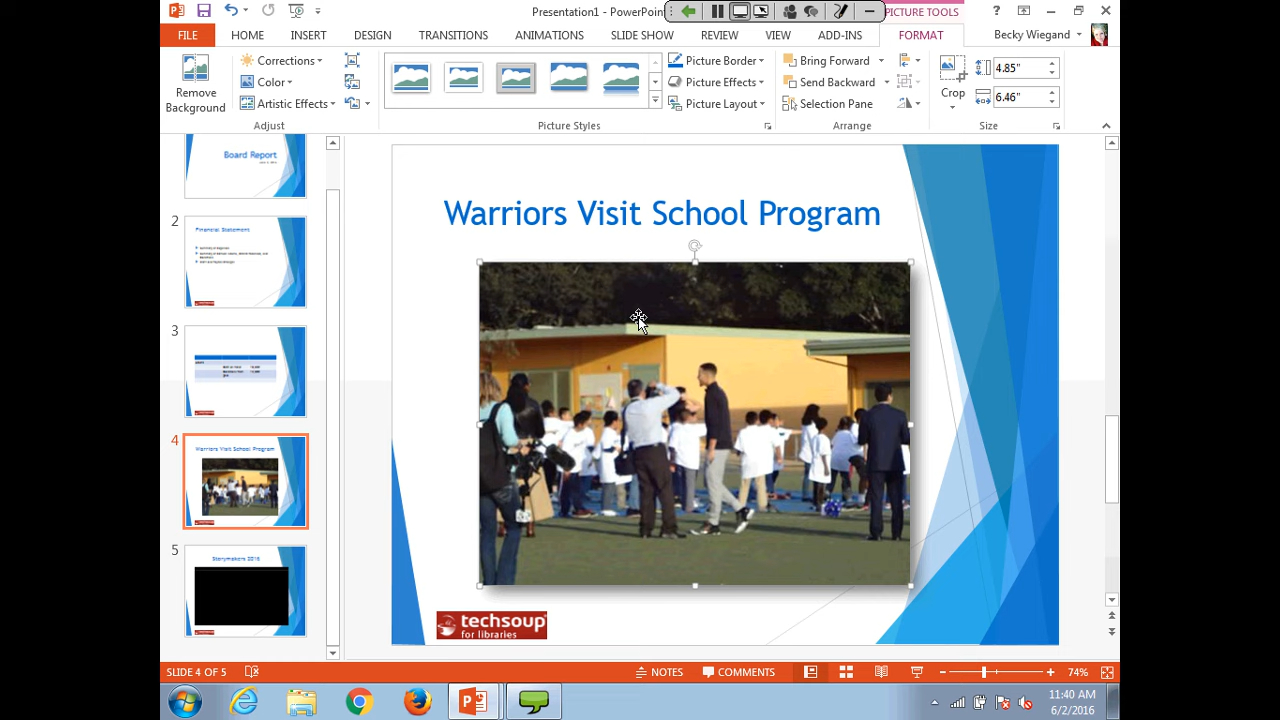 Presentation1 - PowerPoint
PICTURE TOOLS
FILE
HOME
INSERT
DESIGN
TRANSITIONS
ANIMATIONS
SLIDE SHOW
REVIEW
VIEW
ADD-INS
FORMAT
Becky Wiegand
Remove
Background
Corrections
Color
Artistic Effects
Adjust
Picture Border
Picture Effects
Picture Layout
Picture Styles
Bring Forward
Send Backward
Selection Pane
Arrange
Crop
4.85"
6.46"
Size
Board Report
2
Financial Statement
3
4
Warriors Visit School Program
5
Storymakers 2016
Warriors Visit School Program
techsoup
for libraries
SLIDE 4 OF 5
NOTES
COMMENTS
74%
11:40 AM
6/2/2016